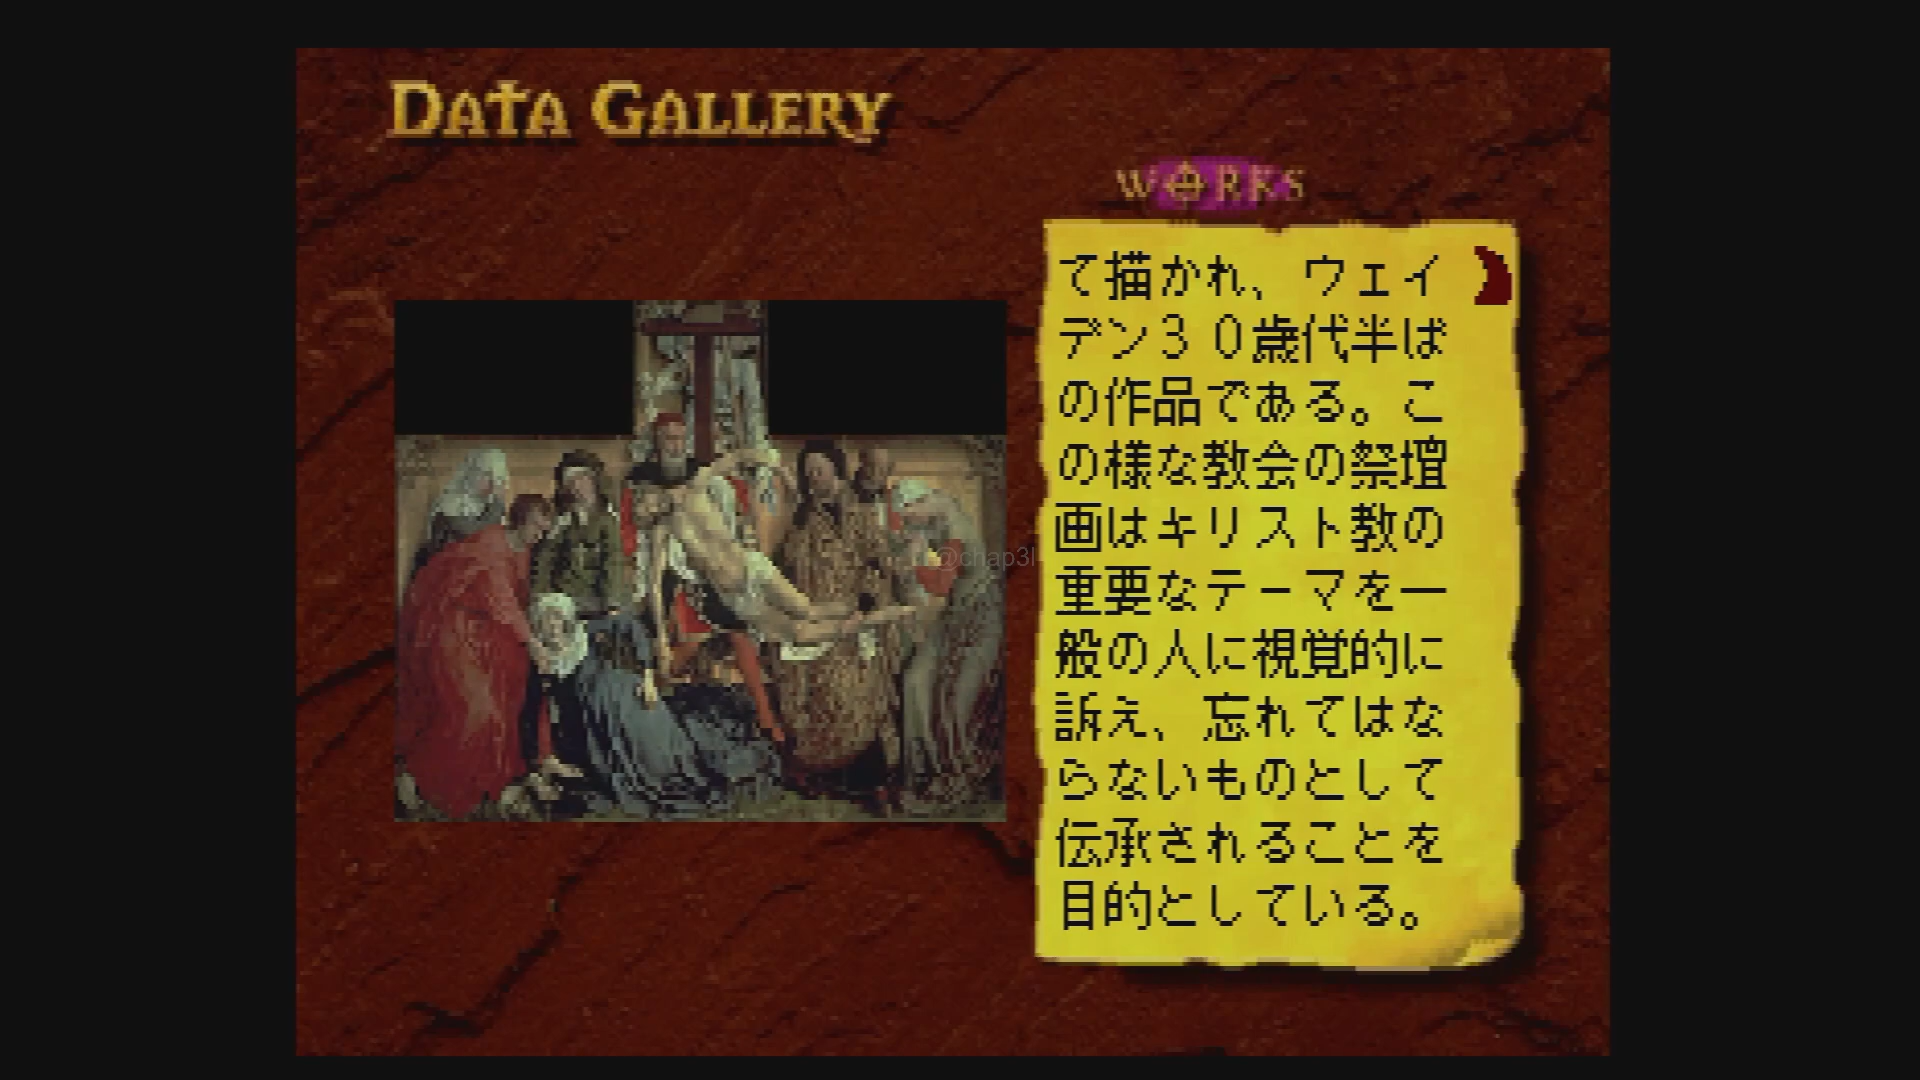 DATA GALLERY
WORKS
て描かれ、ウェイ
デン30歳代半ば
の作品である。こ
の様な教会の祭壇
画はキリスト教の
重要なテーマを一
般の人に視覚的に
訴え、忘れてはな
らないものとして
伝承されることを
目的としている。
@chap3l